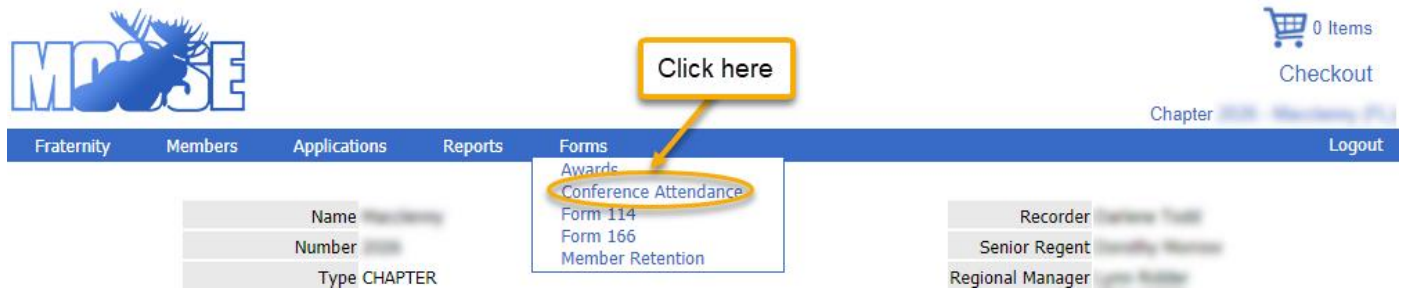 MOOSE
0 Items
Click here
Checkout
Chapter
Fraternity Members Applications Reports Forms Logout
Awards
Conference Attendance
Name
Form 114
Recorder
Number
Form 166
Senior Regent
Member Retention
Type CHAPTER
Regional Manager